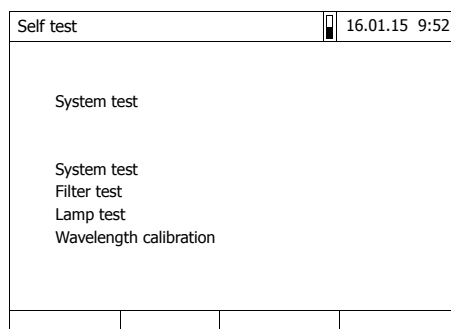 Self test
16.01.15 9:52
System test
System test
Filter test
Lamp test
Wavelength calibration